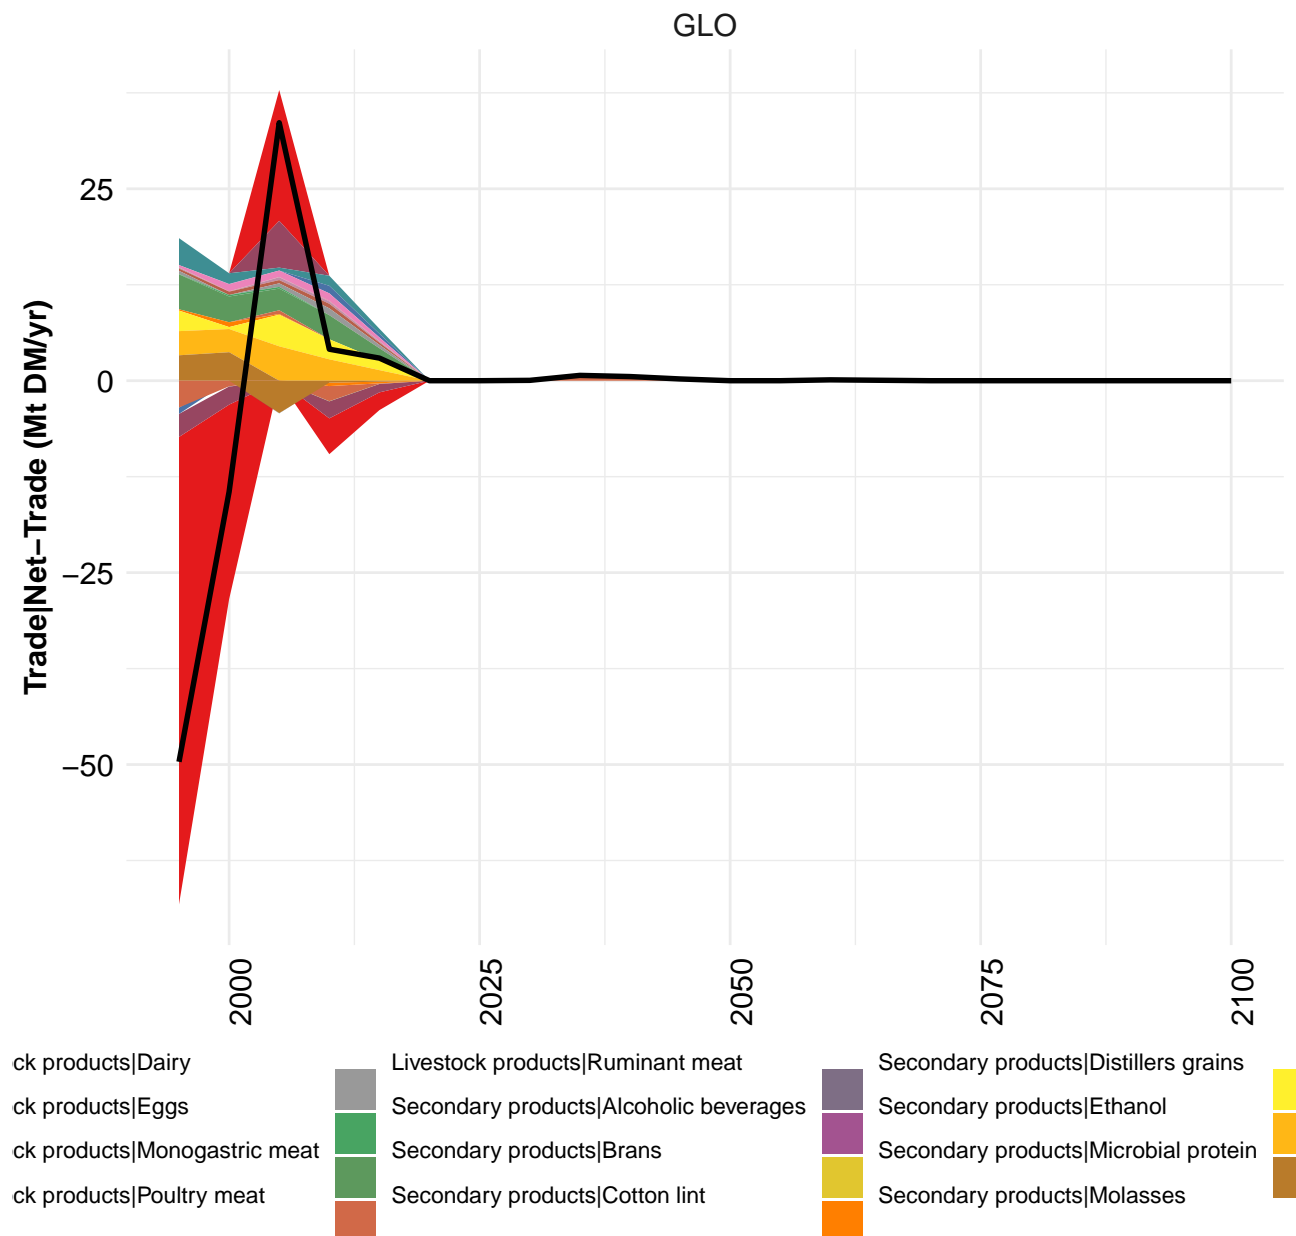 GLO
Trade|Net−Trade (Mt DM/yr)
25
0
−25
−50
2000
2025
2050
2075
2100
ck products|Dairy
Livestock products|Ruminant meat
Secondary products|Distillers grains
ck products|Eggs
Secondary products|Alcoholic beverages
Secondary products|Ethanol
ck products|Monogastric meat
Secondary products|Brans
Secondary products|Microbial protein
ck products|Poultry meat
Secondary products|Cotton lint
Secondary products|Molasses